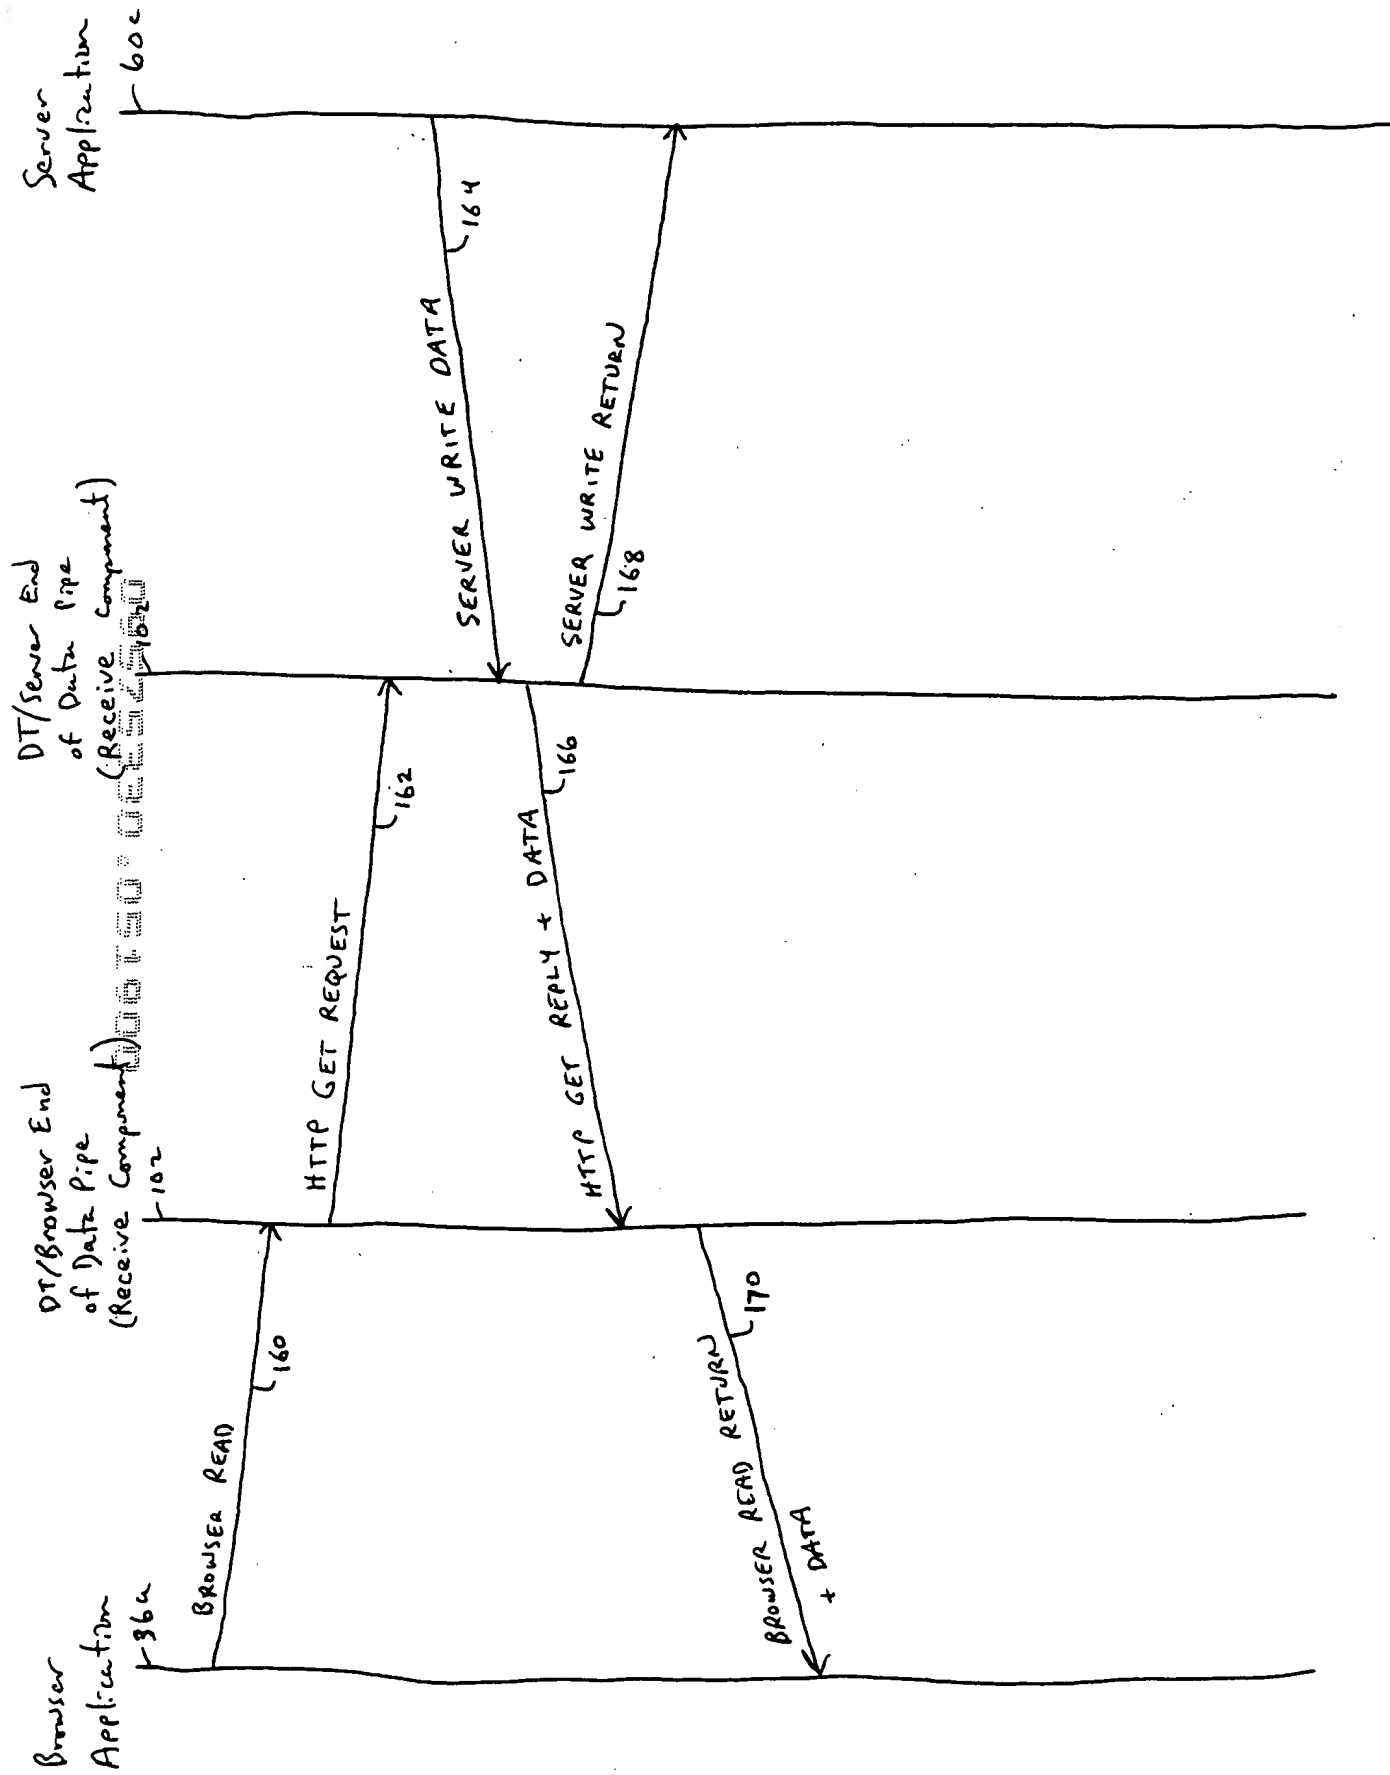 Browser
Application
36a
DT/Browser End
of Data Pipe
(Receive Component)
102
DT/Server End
of Data Pipe
(Receive Component)
102
Server
Application
60c
BROWSER READ
160
HTTP GET REQUEST
162
SERVER WRITE DATA
164
HTTP GET REPLY + DATA
166
SERVER WRITE RETURN
168
BROWSER READ RETURN
+ DATA
170